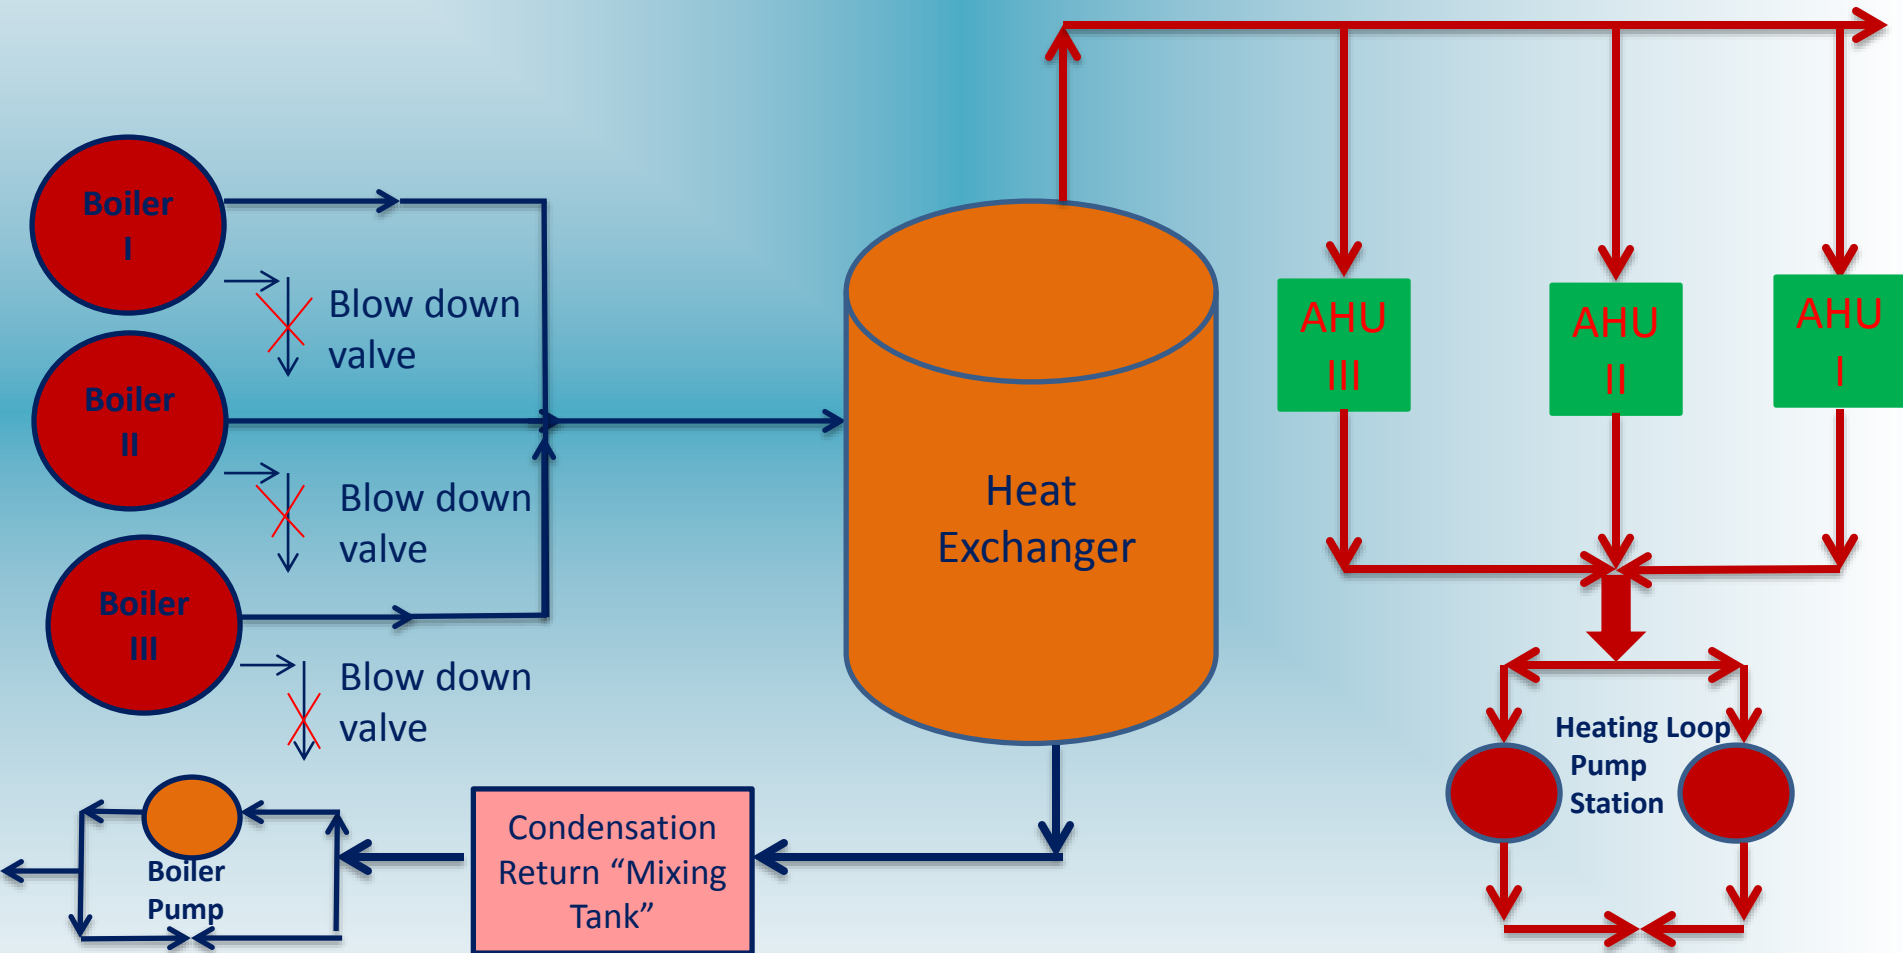 Boiler
I
Blow down
valve
Boiler
II
Blow down
valve
Boiler
III
Blow down
valve
Boiler
Pump
Condensation
Return “Mixing
Tank”
Heat
Exchanger
AHU
III
AHU
II
AHU
I
Heating Loop
Pump
Station